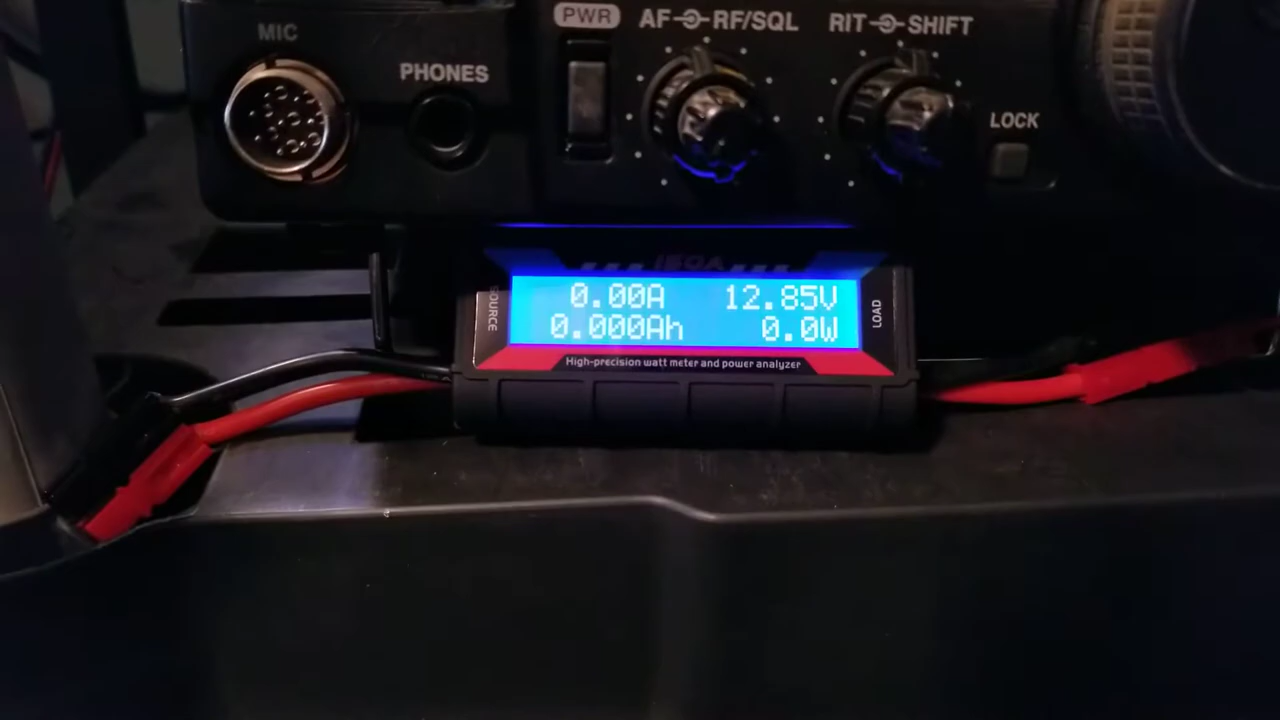 MIC
PHONES
PWR
AF RF/SQL
RIT SHIFT
LOCK
150A
SOURCE
0.00A 12.85V
0.000Ah 0.0W
LOAD
High-precision watt meter and power analyzer